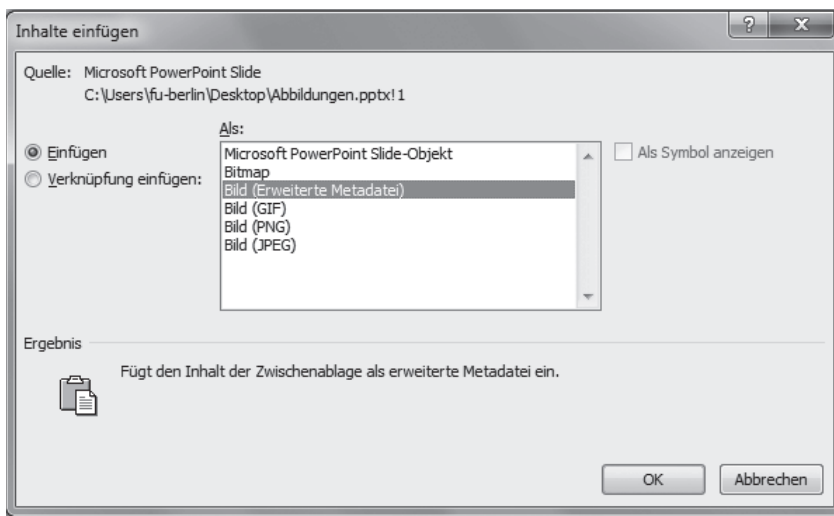 Inhalte einfügen
Quelle: Microsoft PowerPoint Slide
C:\Users\fu-berlin\Desktop\Abbildungen.pptx!1
Als:
Einfügen
Verknüpfung einfügen:
Microsoft PowerPoint Slide-Objekt
Bitmap
Bild (Erweiterte Metadatei)
Bild (GIF)
Bild (PNG)
Bild (JPEG)
Als Symbol anzeigen
Ergebnis
Fügt den Inhalt der Zwischenablage als erweiterte Metadatei ein.
OK Abbrechen